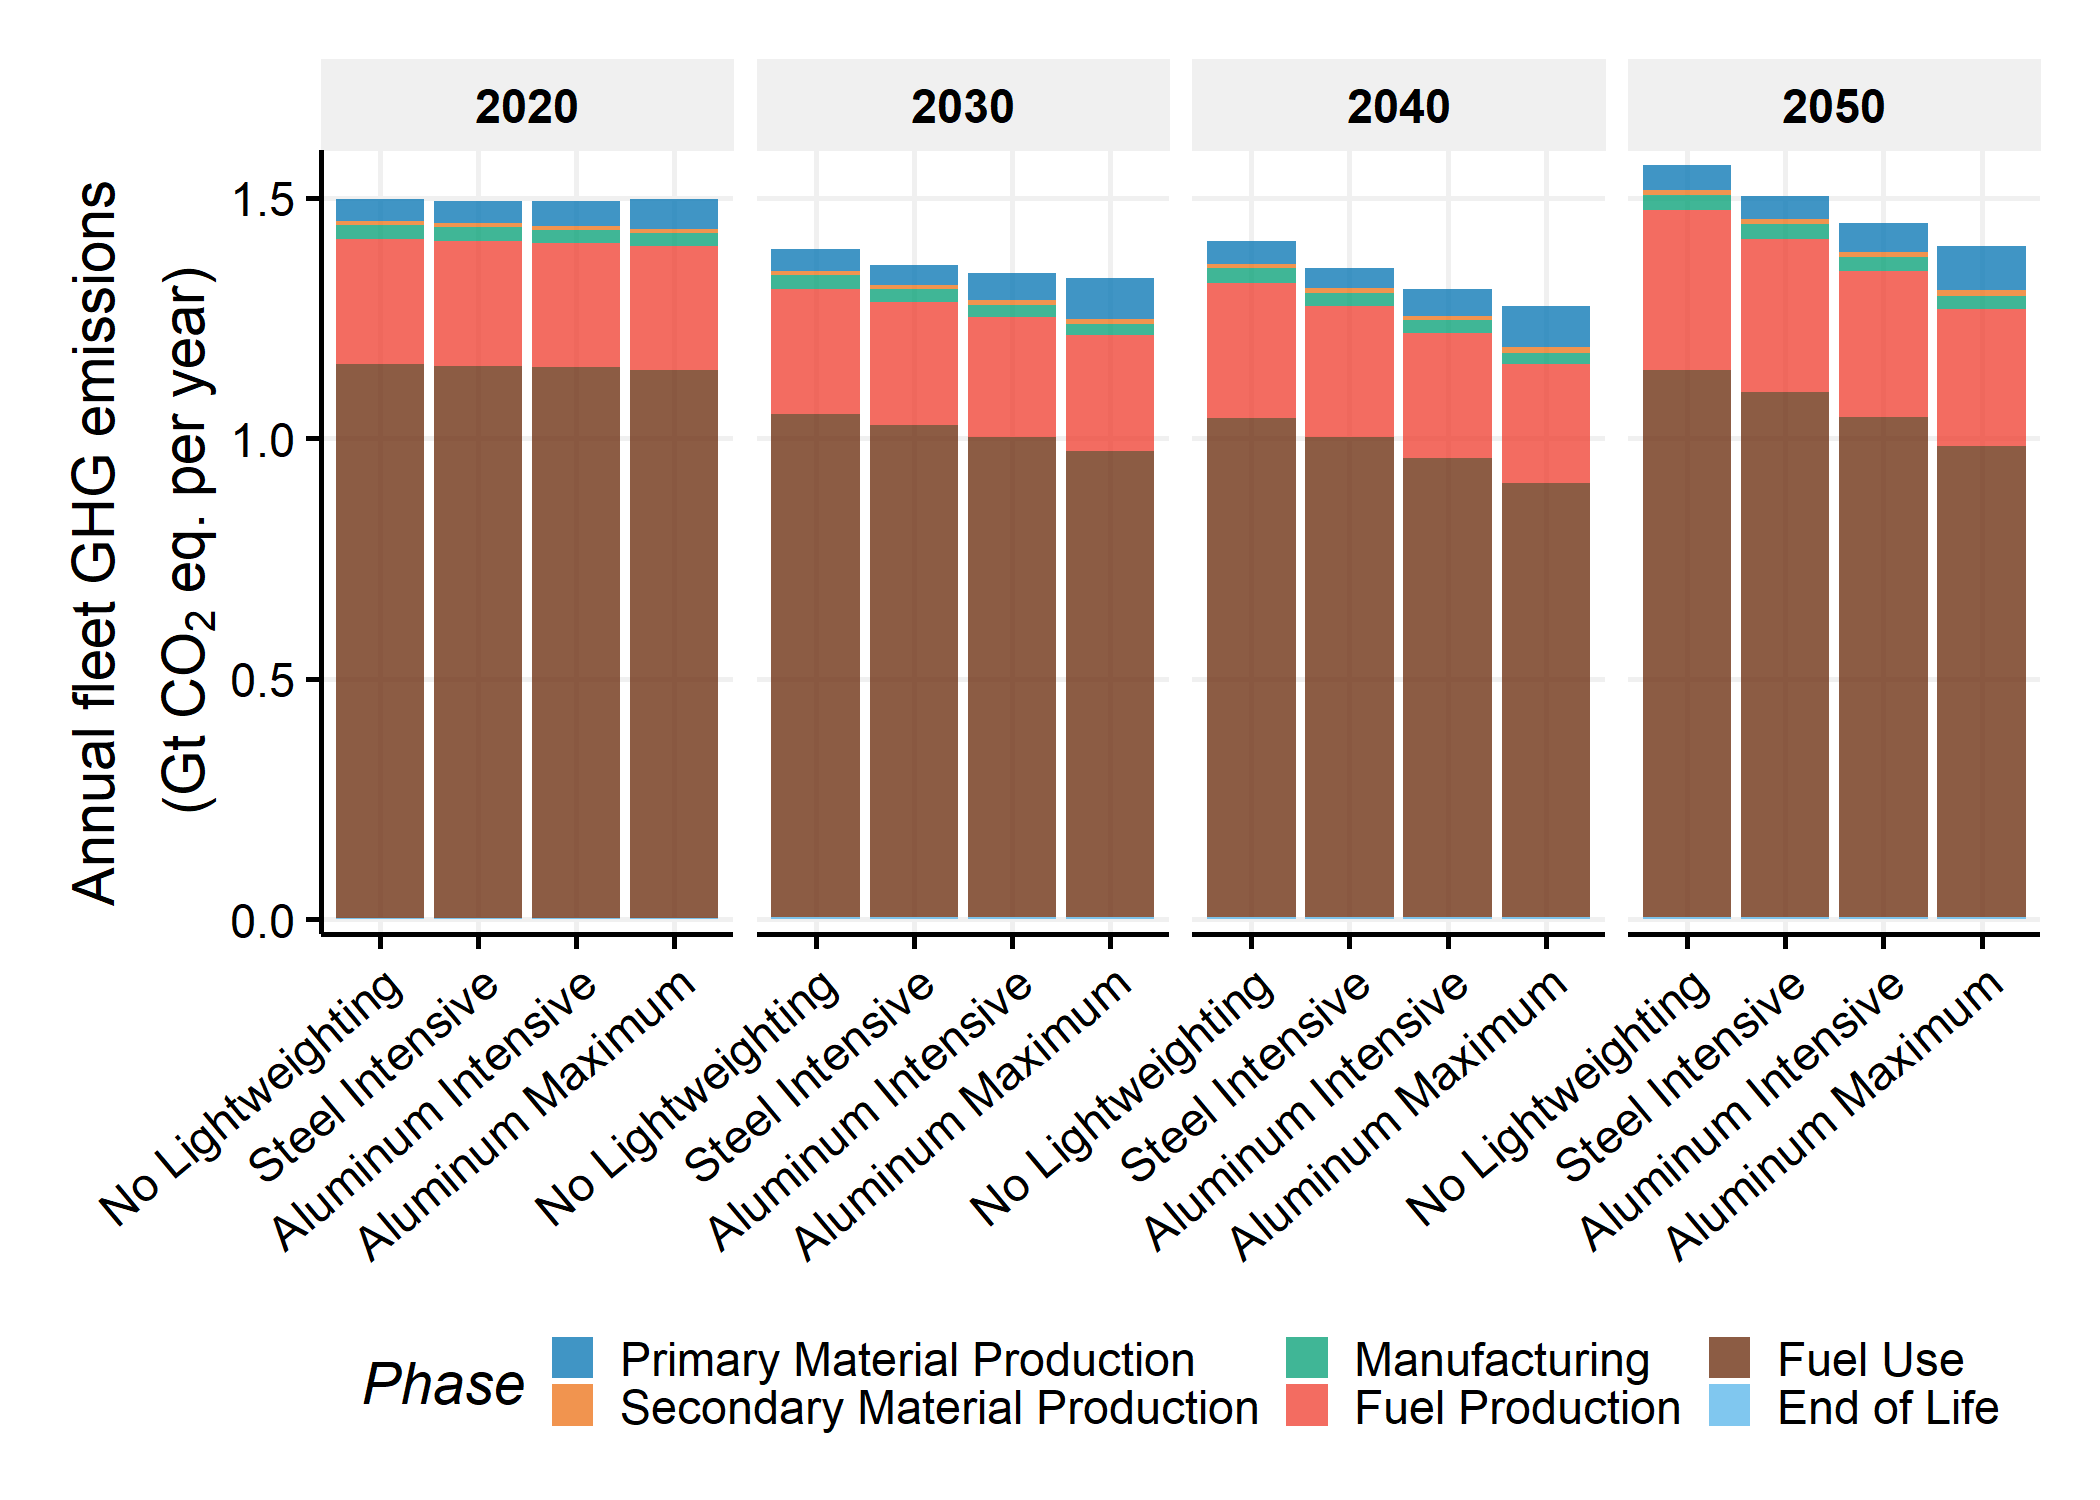 2020
2030
2040
2050
Annual fleet GHG emissions
(Gt CO₂ eq. per year)
1.5
1.0
0.5
0.0
No Lightweighting
Steel Intensive
Aluminum Intensive
Aluminum Maximum
No Lightweighting
Steel Intensive
Aluminum Intensive
Aluminum Maximum
No Lightweighting
Steel Intensive
Aluminum Intensive
Aluminum Maximum
No Lightweighting
Steel Intensive
Aluminum Intensive
Aluminum Maximum
Phase
Primary Material Production
Secondary Material Production
Manufacturing
Fuel Production
Fuel Use
End of Life